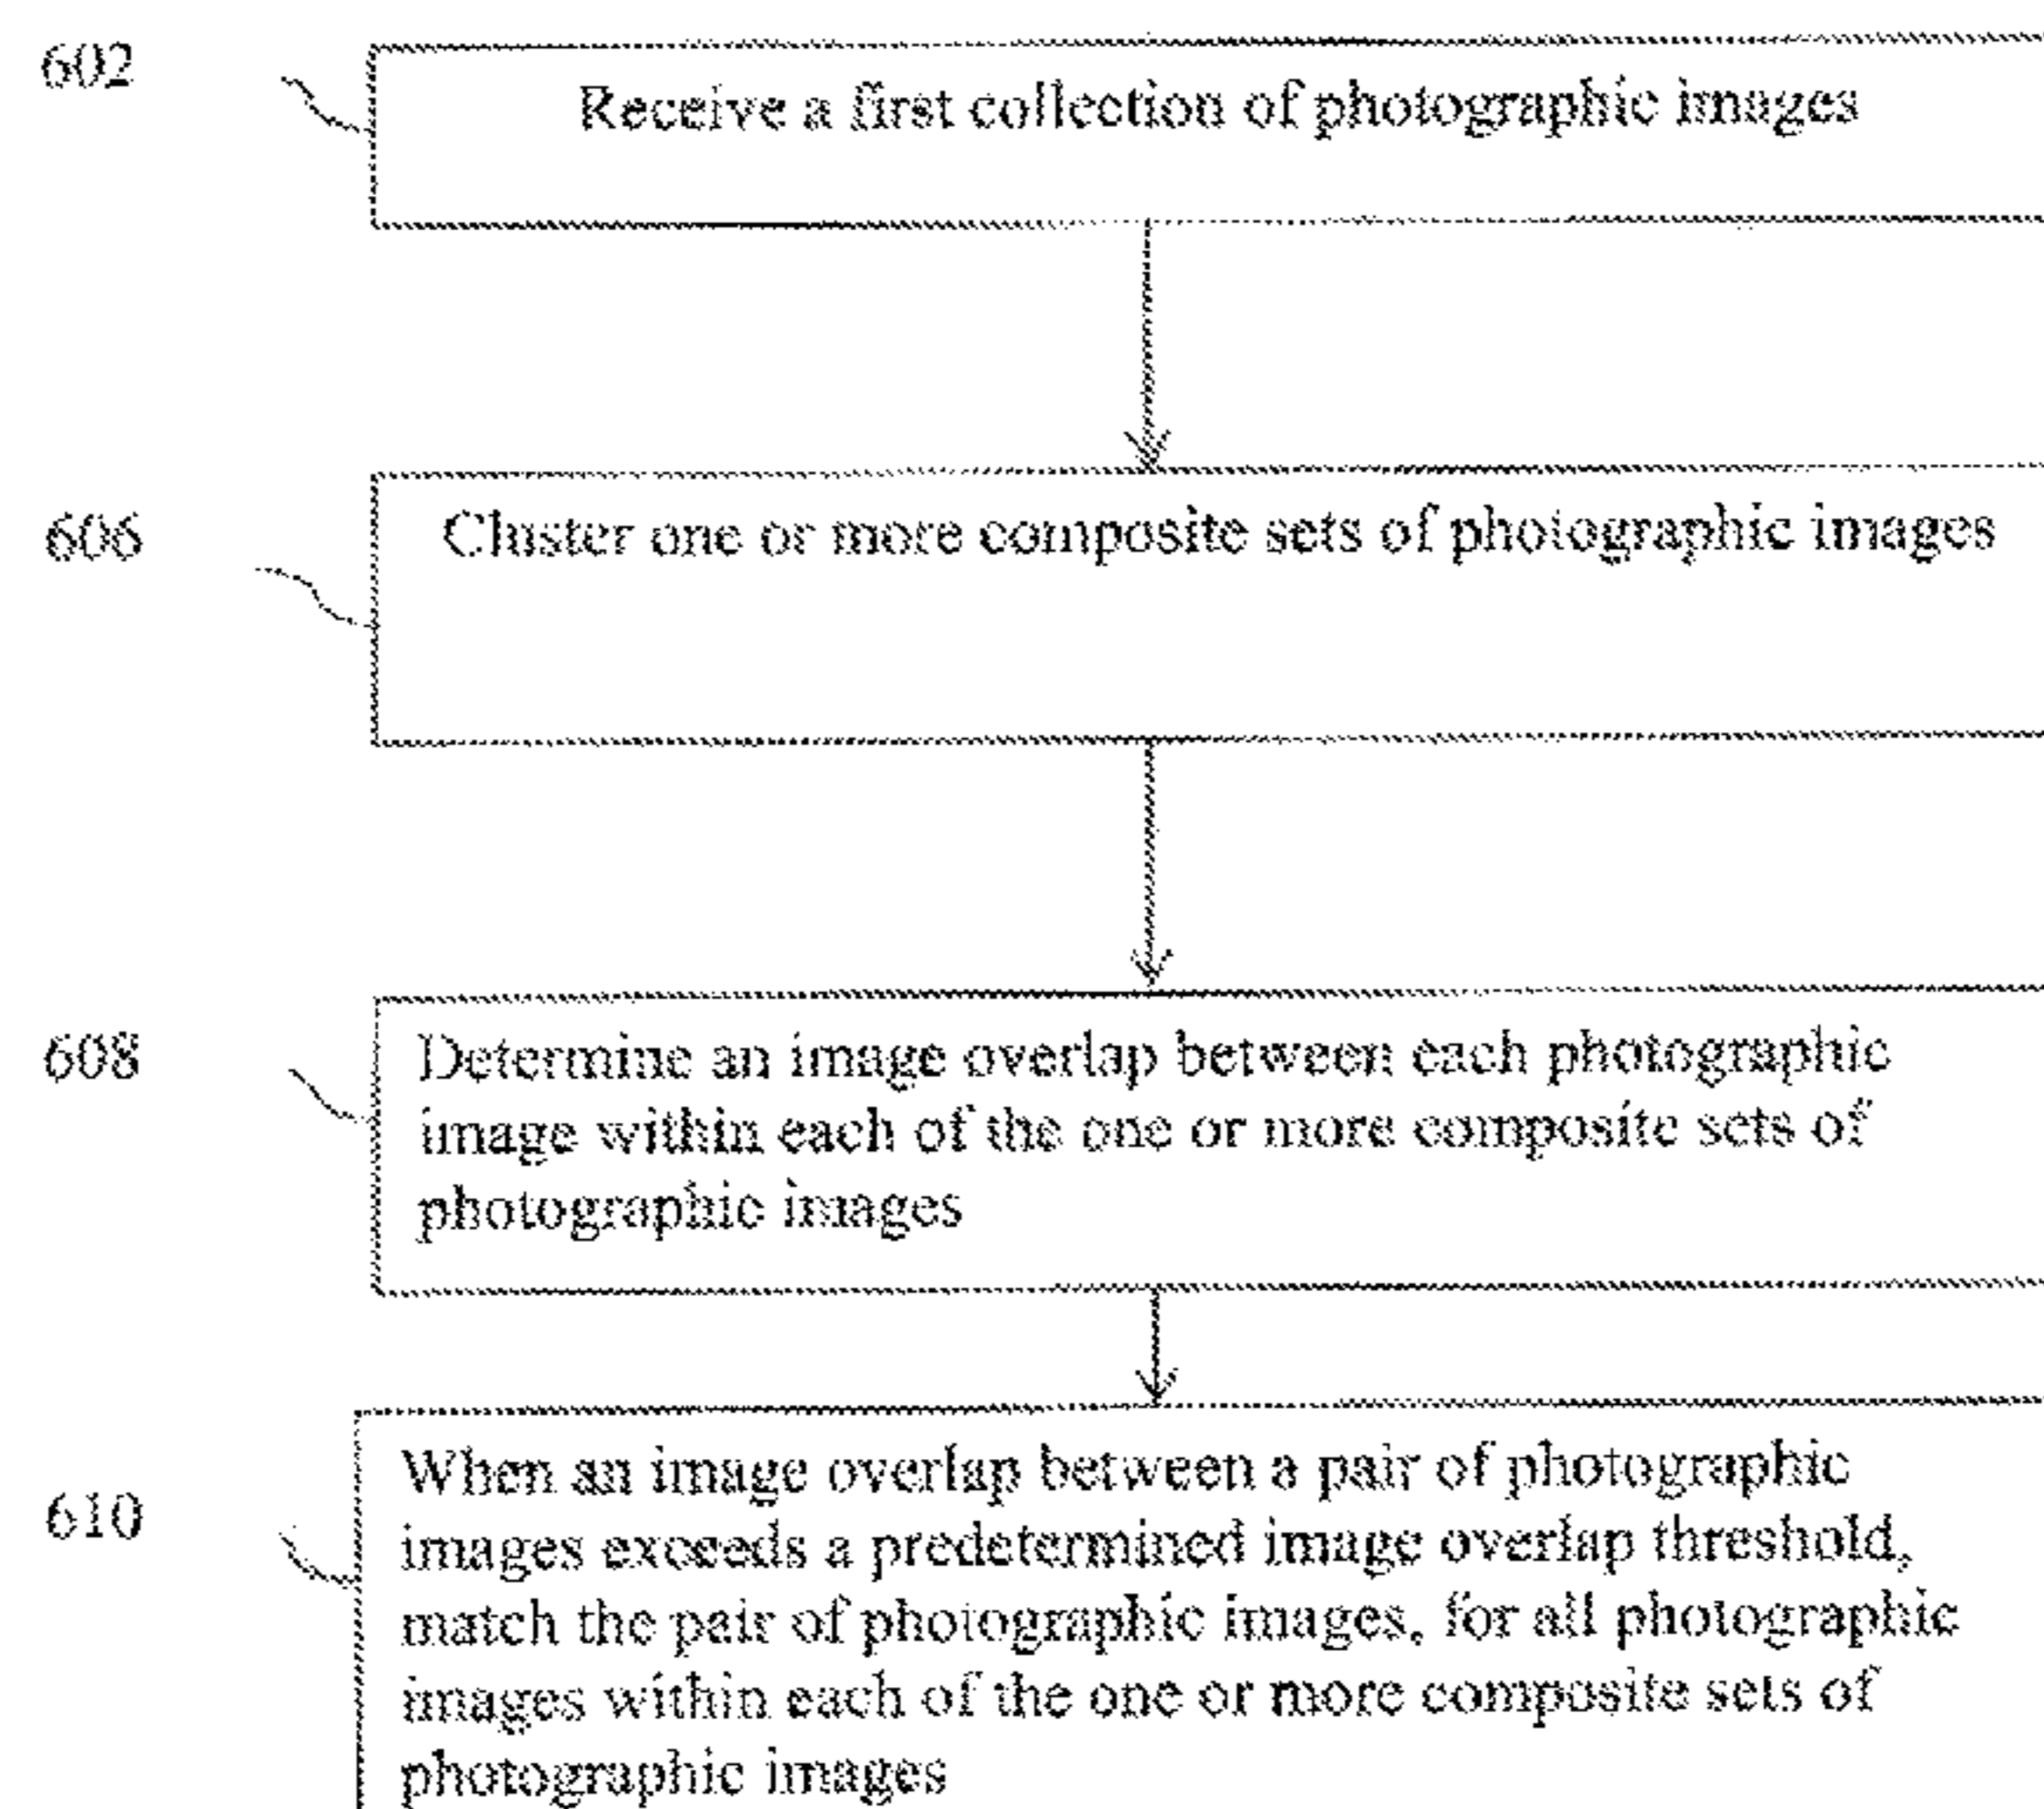 602
Receive a first collection of photographic images
606
Cluster one or more composite sets of photographic images
608
Determine an image overlap between each photographic
image within each of the one or more composite sets of
photographic images
610
When an image overlap between a pair of photographic
images exceeds a predetermined image overlap threshold,
match the pair of photographic images, for all photographic
images within each of the one or more composite sets of
photographic images